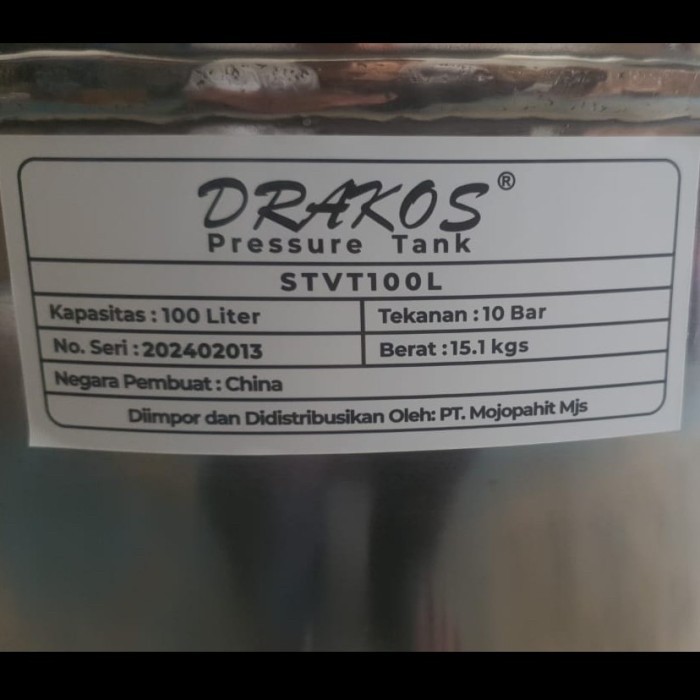 DRAKOS®
Pressure Tank
STVT100L
Kapasitas : 100 Liter
Tekanan : 10 Bar
No. Seri : 202402013
Berat : 15.1 kgs
Negara Pembuat : China
Diimpor dan Didistribusikan Oleh: PT. Mojopahit Mjs